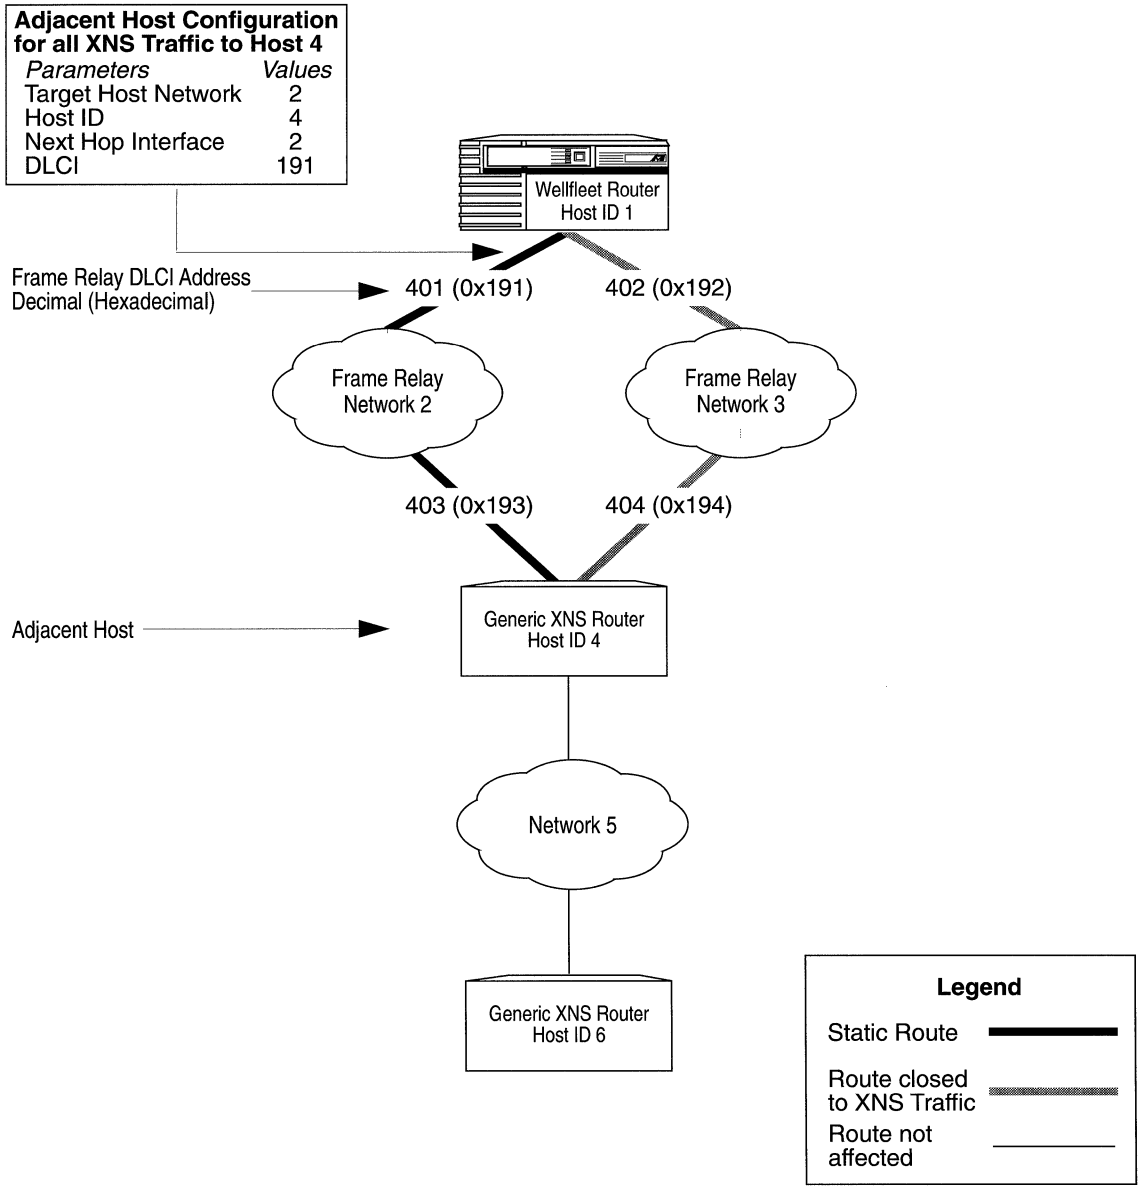 Adjacent Host Configuration
for all XNS Traffic to Host 4
Parameters Values
Target Host Network 2
Host ID 4
Next Hop Interface 2
DLCI 191
Wellfleet Router
Host ID 1
Frame Relay DLCI Address
Decimal (Hexadecimal)
401 (0x191)
402 (0x192)
Frame Relay
Network 2
Frame Relay
Network 3
403 (0x193)
404 (0x194)
Adjacent Host
Generic XNS Router
Host ID 4
Network 5
Generic XNS Router
Host ID 6
Legend
Static Route
Route closed
to XNS Traffic
Route not
affected